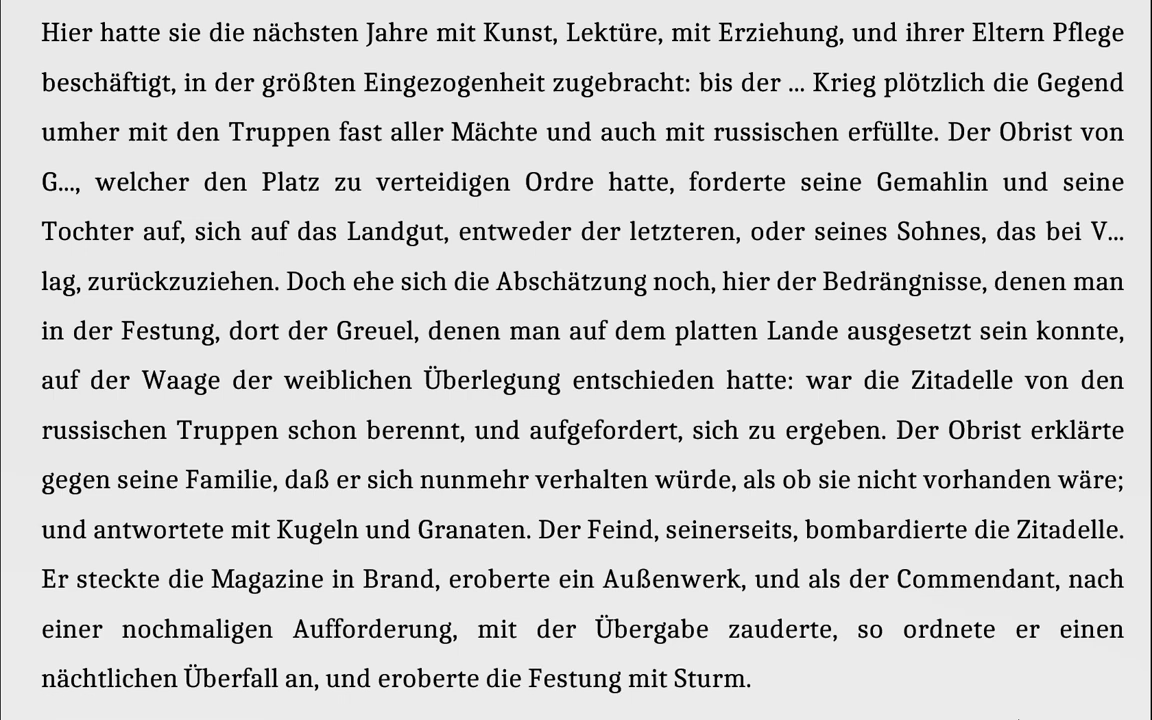 Hier hatte sie die nächsten Jahre mit Kunst, Lektüre, mit Erziehung, und ihrer Eltern Pflege
beschäftigt, in der größten Eingezogenheit zugebracht: bis der ... Krieg plötzlich die Gegend
umher mit den Truppen fast aller Mächte und auch mit russischen erfüllte. Der Obrist von
G..., welcher den Platz zu verteidigen Ordre hatte, forderte seine Gemahlin und seine
Tochter auf, sich auf das Landgut, entweder der letzteren, oder seines Sohnes, das bei V...
lag, zurückzuziehen. Doch ehe sich die Abschätzung noch, hier der Bedrängnisse, denen man
in der Festung, dort der Greuel, denen man auf dem platten Lande ausgesetzt sein konnte,
auf der Waage der weiblichen Überlegung entschieden hatte: war die Zitadelle von den
russischen Truppen schon berennt, und aufgefordert, sich zu ergeben. Der Obrist erklärte
gegen seine Familie, daß er sich nunmehr verhalten würde, als ob sie nicht vorhanden wäre;
und antwortete mit Kugeln und Granaten. Der Feind, seinerseits, bombardierte die Zitadelle.
Er steckte die Magazine in Brand, eroberte ein Außenwerk, und als der Commendant, nach
einer nochmaligen Aufforderung, mit der Übergabe zauderte, so ordnete er einen
nächtlichen Überfall an, und eroberte die Festung mit Sturm.